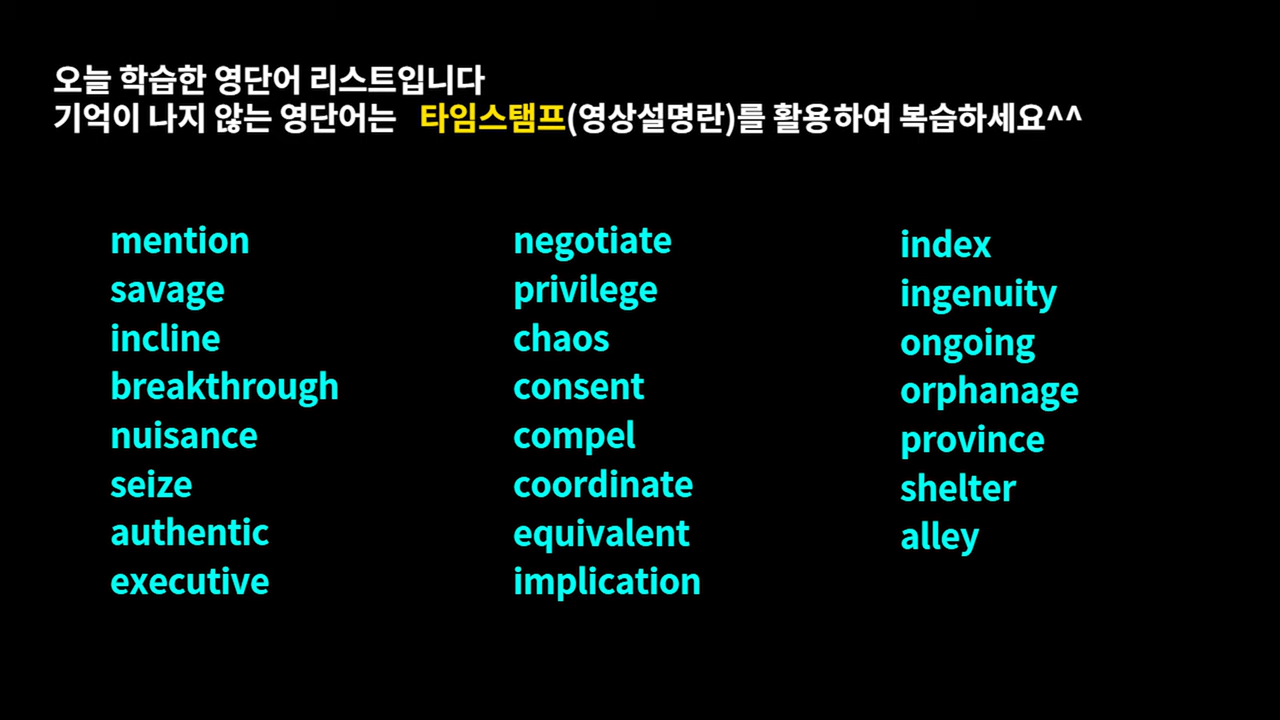 오늘 학습한 영단어 리스트입니다
기억이 나지 않는 영단어는 타임스탬프(영상설명란)를 활용하여 복습하세요^^
mention
savage
incline
breakthrough
nuisance
seize
authentic
executive
negotiate
privilege
chaos
consent
compel
coordinate
equivalent
implication
index
ingenuity
ongoing
orphanage
province
shelter
alley